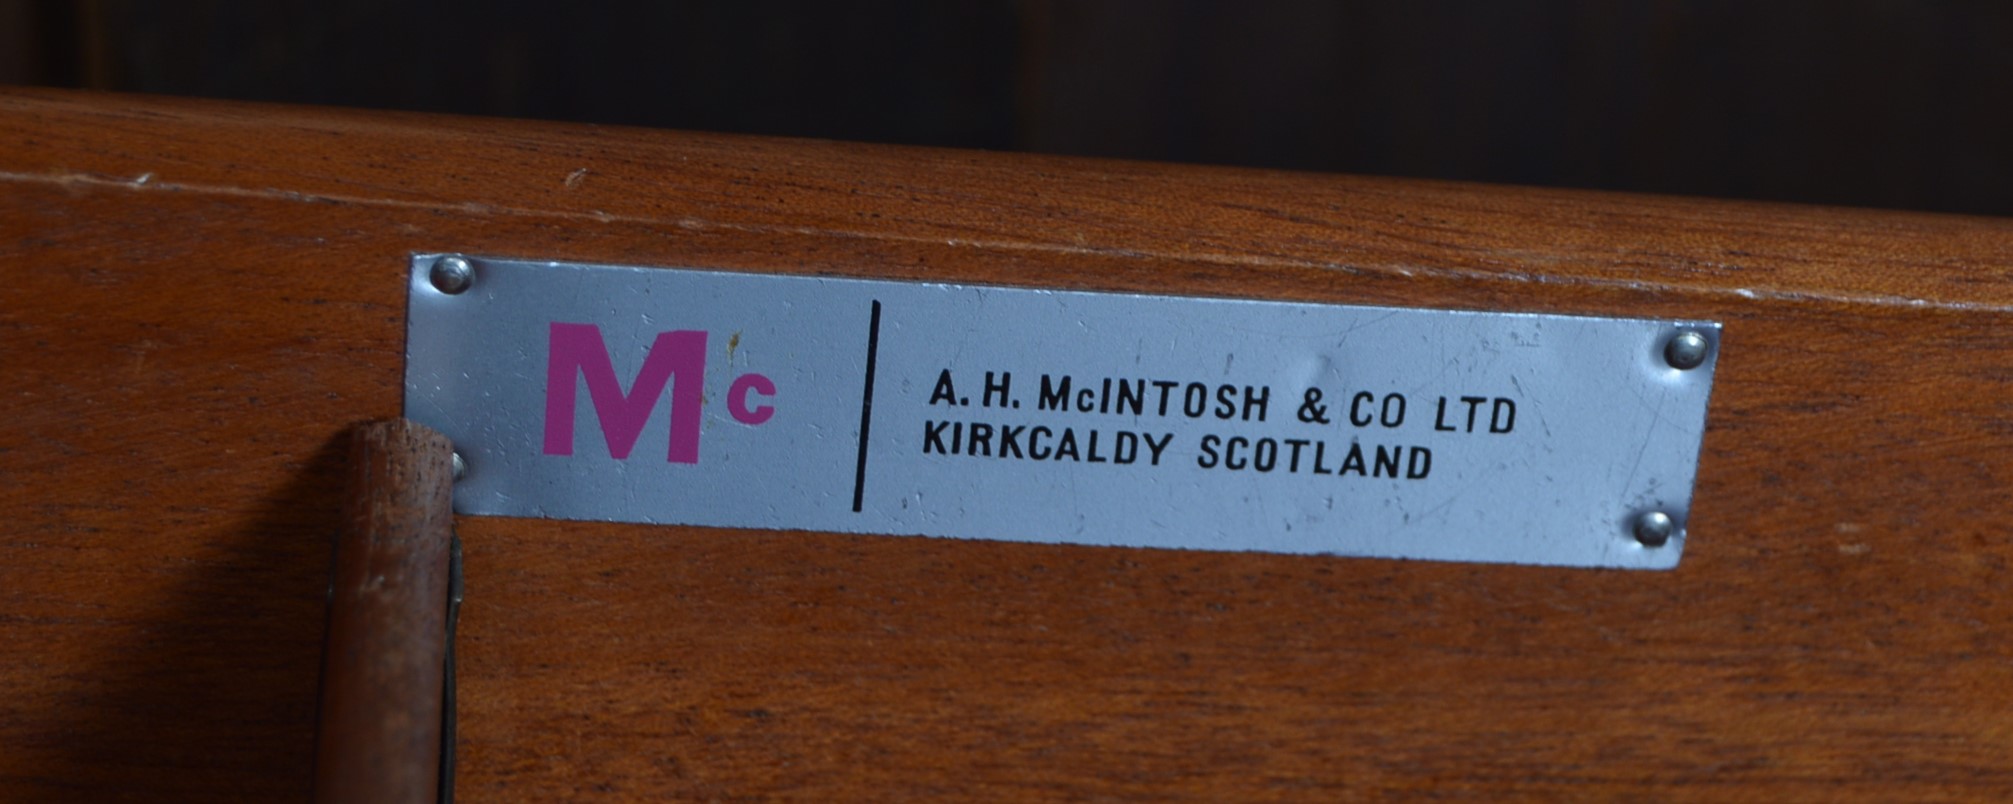 Mc
A. H. McINTOSH & CO LTD
KIRKCALDY SCOTLAND